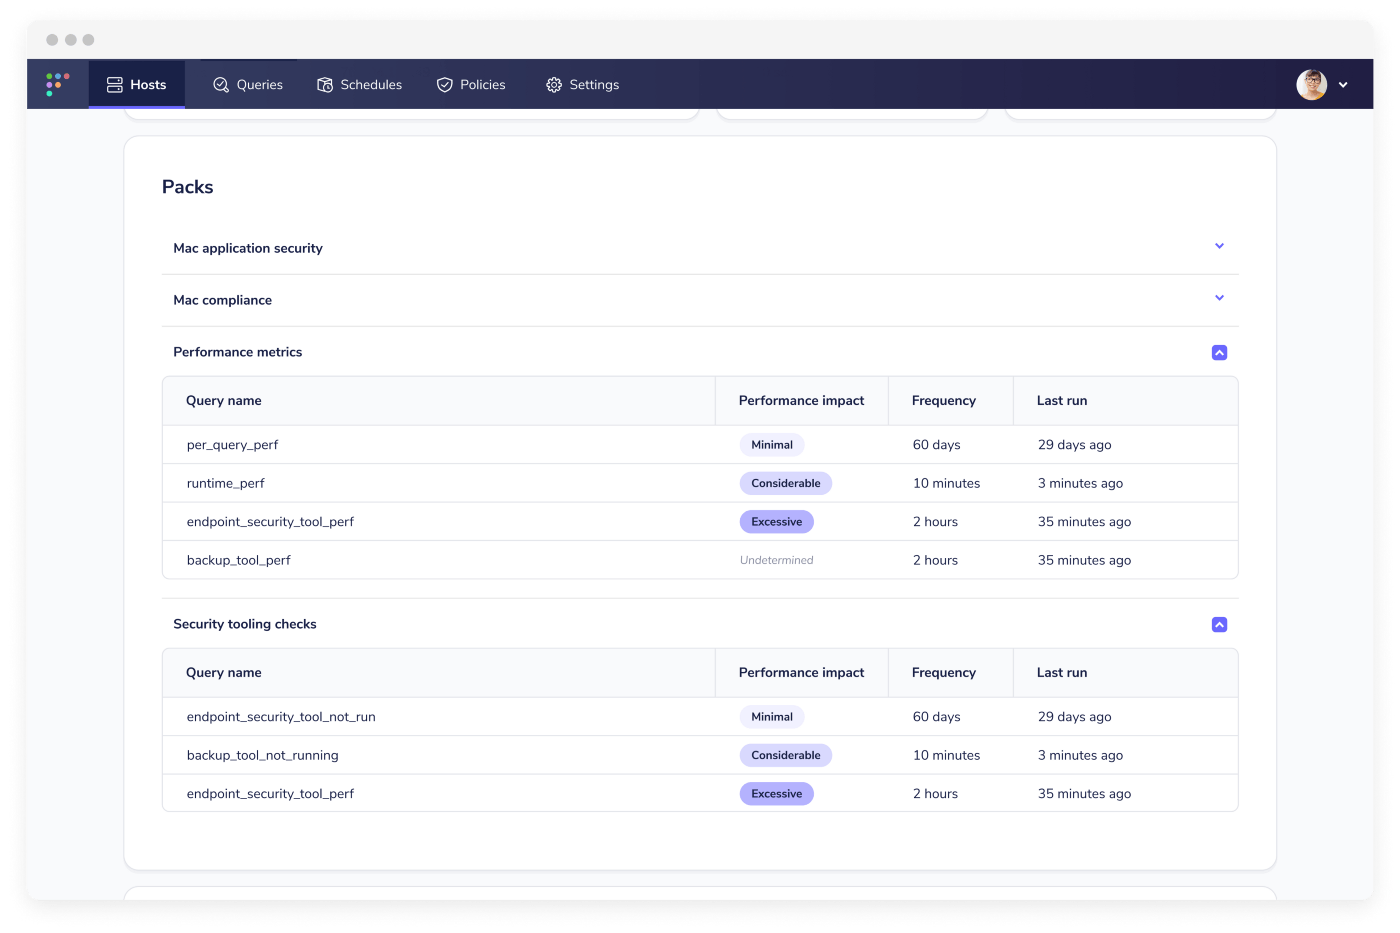 Hosts Queries Schedules Policies Settings
Packs
Mac application security
Mac compliance
Performance metrics
Query name Performance impact Frequency Last run
per_query_perf Minimal 60 days 29 days ago
runtime_perf Considerable 10 minutes 3 minutes ago
endpoint_security_tool_perf Excessive 2 hours 35 minutes ago
backup_tool_perf Undetermined 2 hours 35 minutes ago
Security tooling checks
Query name Performance impact Frequency Last run
endpoint_security_tool_not_run Minimal 60 days 29 days ago
backup_tool_not_running Considerable 10 minutes 3 minutes ago
endpoint_security_tool_perf Excessive 2 hours 35 minutes ago